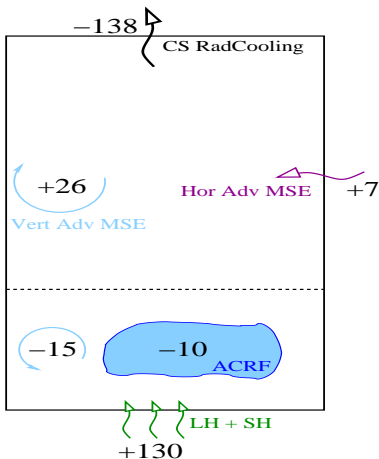 −138
CS RadCooling
+26
Hor Adv MSE
+7
Vert Adv MSE
−15
−10
ACRF
LH + SH
+130